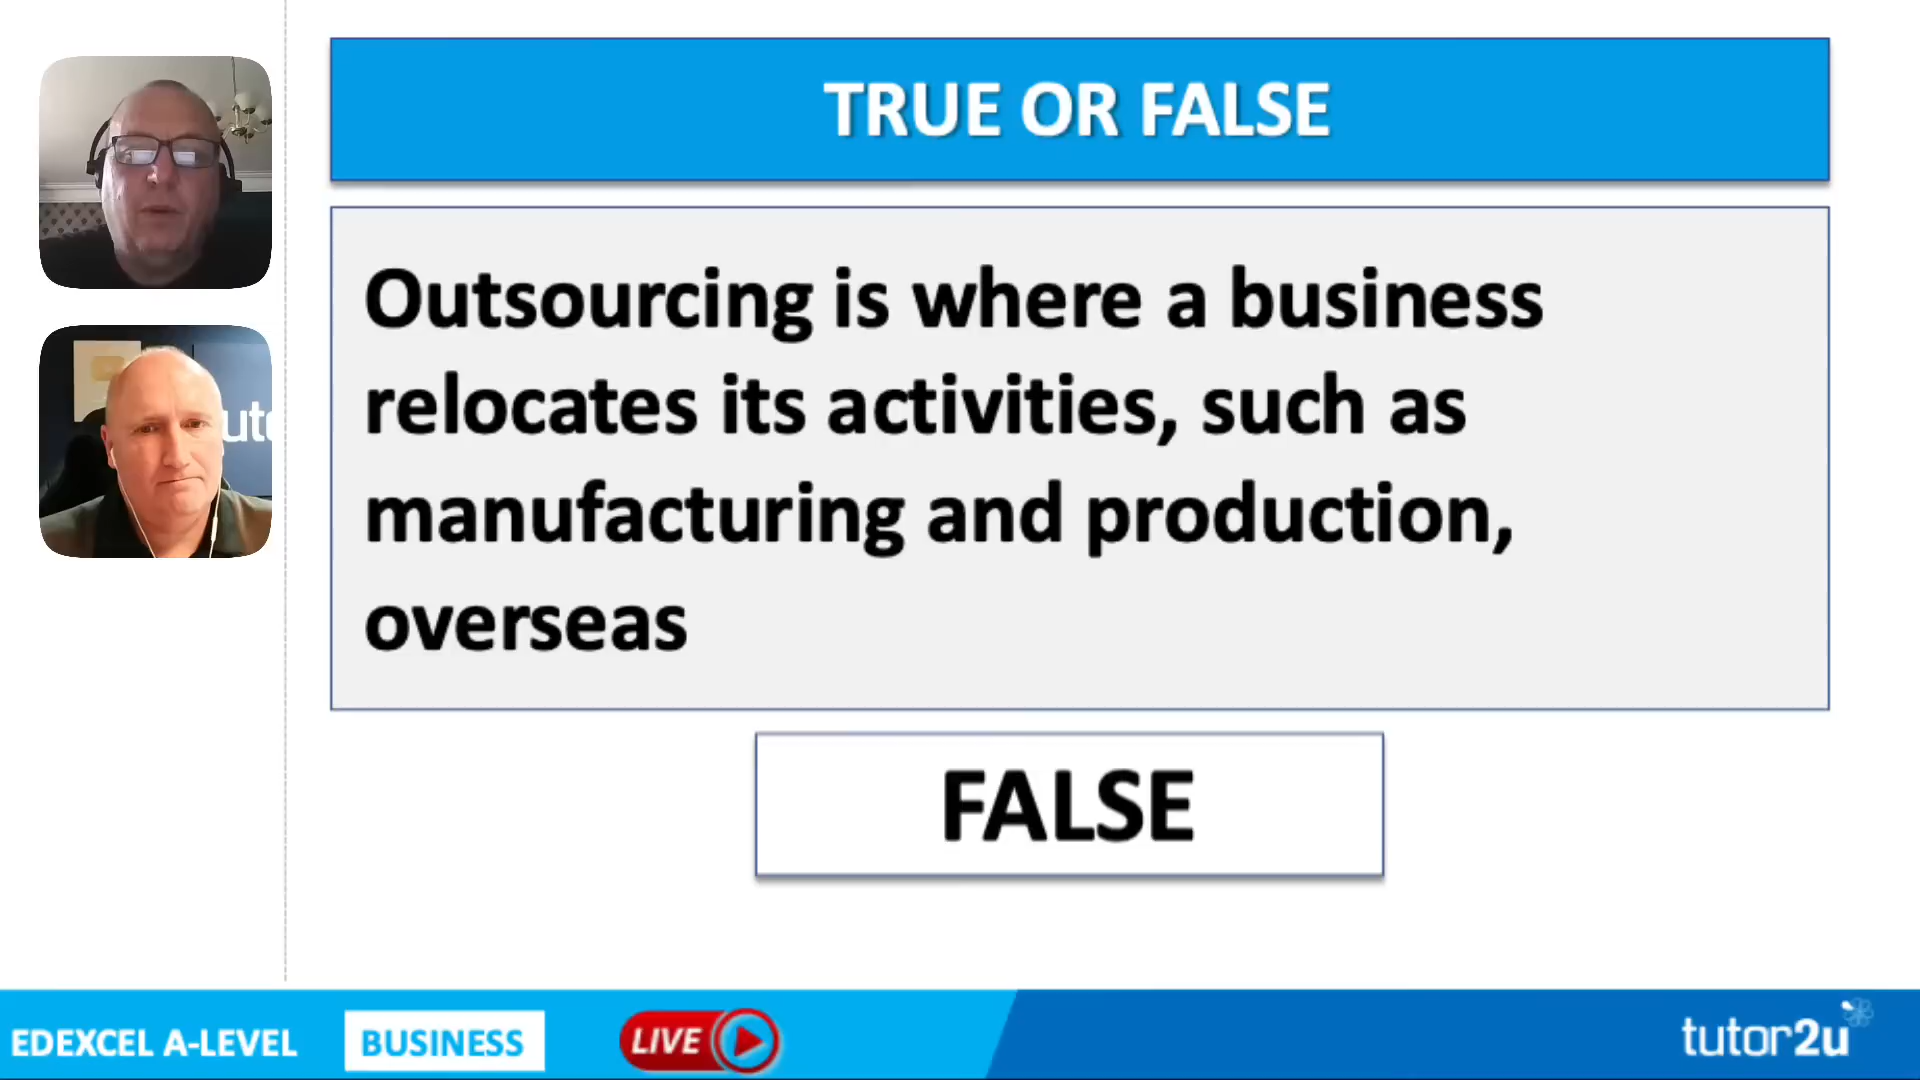 TRUE OR FALSE
Outsourcing is where a business
relocates its activities, such as
manufacturing and production,
overseas
FALSE
ute
EDEXCEL A-LEVEL
BUSINESS
LIVE
tutor2u